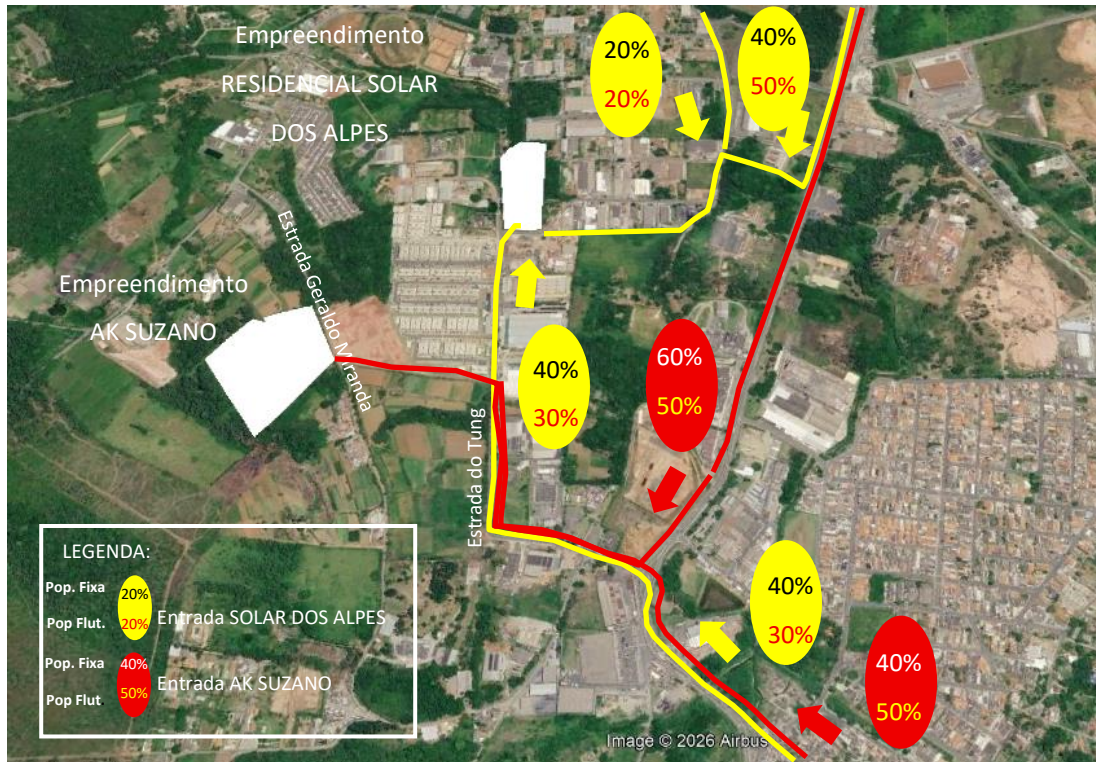 Empreendimento
RESIDENCIAL SOLAR
DOS ALPES
20%
20%
40%
50%
Estrada Geraldo Miranda
Empreendimento
AK SUZANO
40%
30%
60%
50%
Estrada do Tung
LEGENDA:
Pop. Fixa
20%
Pop Flut.
20%
Entrada SOLAR DOS ALPES
Pop. Fixa
40%
Pop Flut.
50%
Entrada AK SUZANO
40%
30%
40%
50%
Image © 2026 Airbus